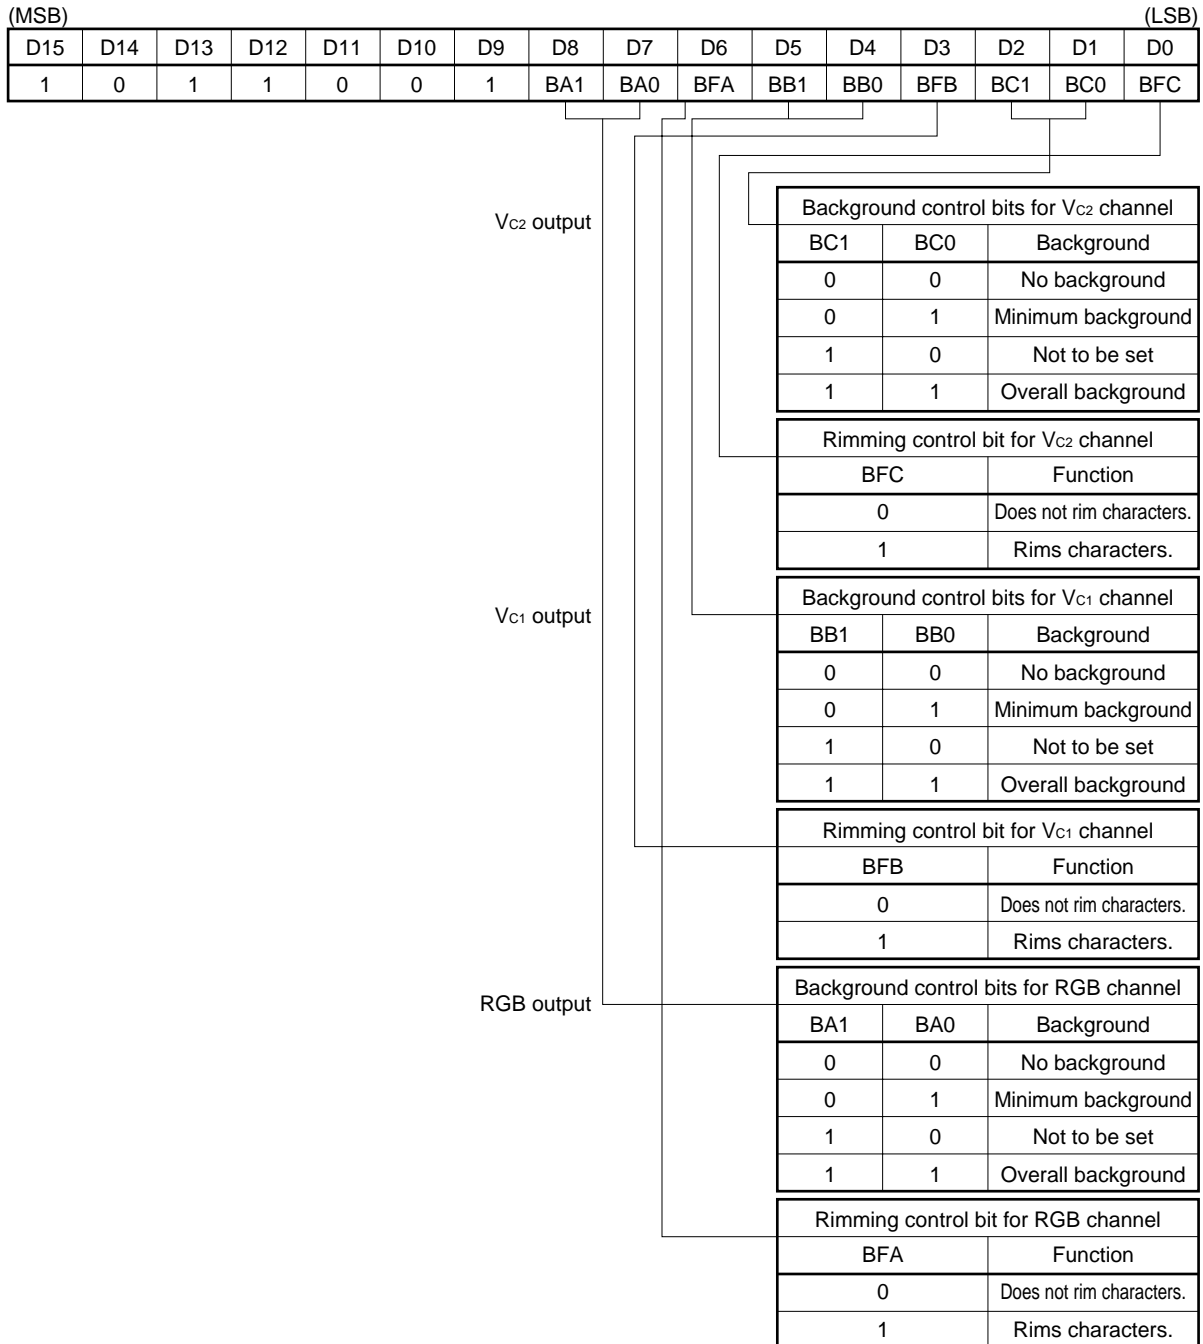 (MSB) (LSB)
D15 D14 D13 D12 D11 D10 D9 D8 D7 D6 D5 D4 D3 D2 D1 D0
1 0 1 1 0 0 1 BA1 BA0 BFA BB1 BB0 BFB BC1 BC0 BFC
VC2 output
Background control bits for VC2 channel
BC1 BC0 Background
0 0 No background
0 1 Minimum background
1 0 Not to be set
1 1 Overall background
Rimming control bit for VC2 channel
BFC Function
0 Does not rim characters.
1 Rims characters.
VC1 output
Background control bits for VC1 channel
BB1 BB0 Background
0 0 No background
0 1 Minimum background
1 0 Not to be set
1 1 Overall background
Rimming control bit for VC1 channel
BFB Function
0 Does not rim characters.
1 Rims characters.
RGB output
Background control bits for RGB channel
BA1 BA0 Background
0 0 No background
0 1 Minimum background
1 0 Not to be set
1 1 Overall background
Rimming control bit for RGB channel
BFA Function
0 Does not rim characters.
1 Rims characters.